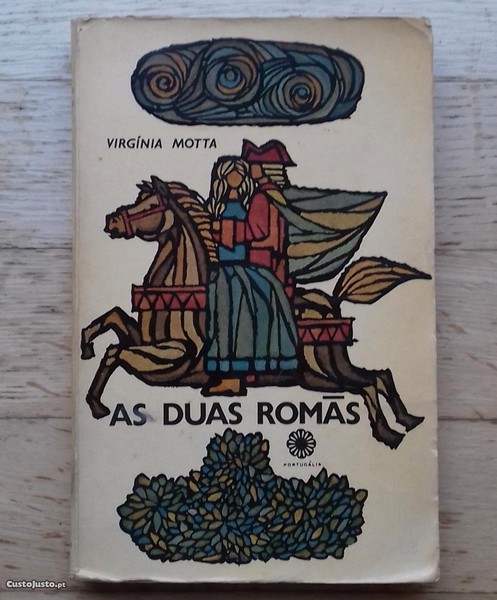 VIRGÍNIA MOTTA
AS DUAS ROMÃS
PORTUGÁLIA
CustoJusto.pt